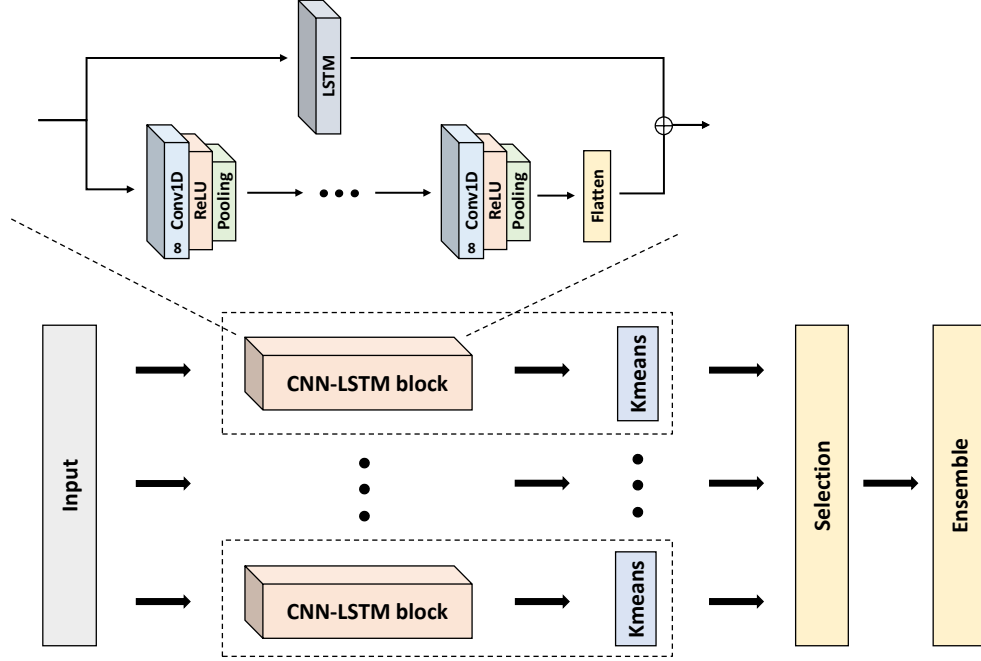 LSTM
Conv1D
8
ReLU
Pooling
Conv1D
8
ReLU
Pooling
Flatten
Input
CNN-LSTM block
Kmeans
CNN-LSTM block
Kmeans
Selection
Ensemble